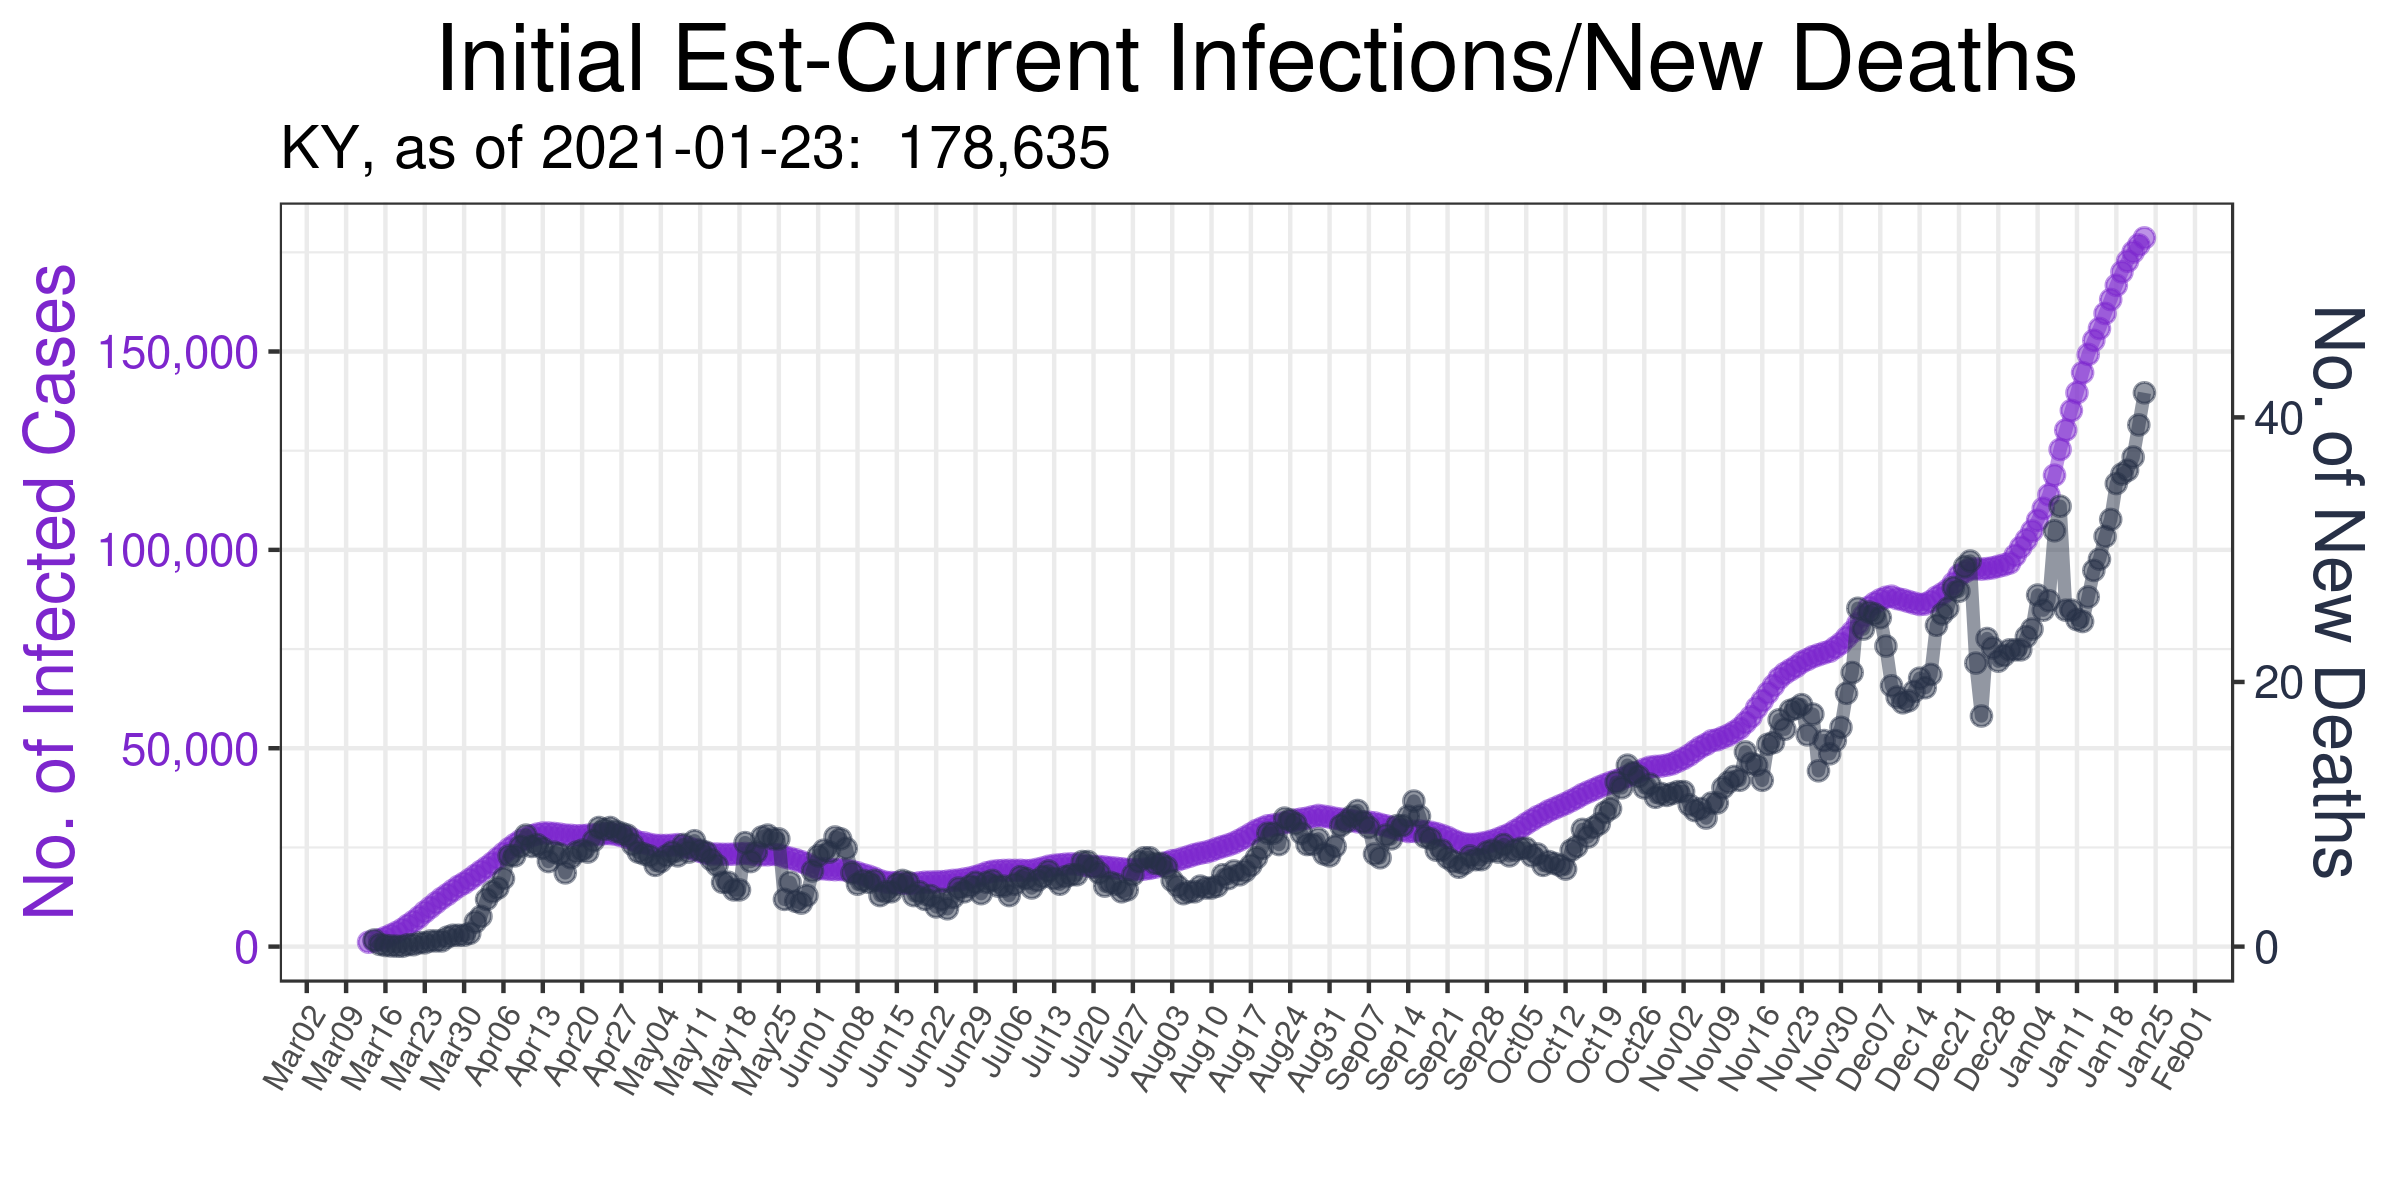 Initial Est-Current Infections/New Deaths
KY, as of 2021-01-23:  178,635
No. of Infected Cases
150,000
100,000
50,000
0
40
20
0
No. of New Deaths
Mar02
Mar09
Mar16
Mar23
Mar30
Apr06
Apr13
Apr20
Apr27
May04
May11
May18
May25
Jun01
Jun08
Jun15
Jun22
Jun29
Jul06
Jul13
Jul20
Jul27
Aug03
Aug10
Aug17
Aug24
Aug31
Sep07
Sep14
Sep21
Sep28
Oct05
Oct12
Oct19
Oct26
Nov02
Nov09
Nov16
Nov23
Nov30
Dec07
Dec14
Dec21
Dec28
Jan04
Jan11
Jan18
Jan25
Feb01